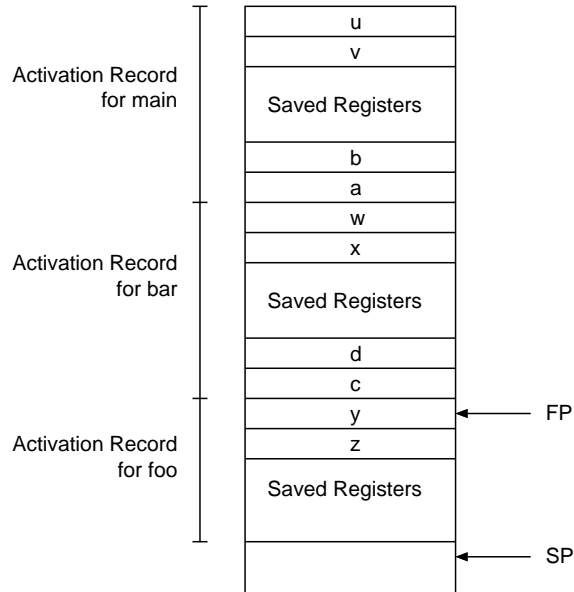 u
v
Activation Record
for main
Saved Registers
b
a
w
x
Activation Record
for bar
Saved Registers
d
c
y
FP
z
Activation Record
for foo
Saved Registers
SP